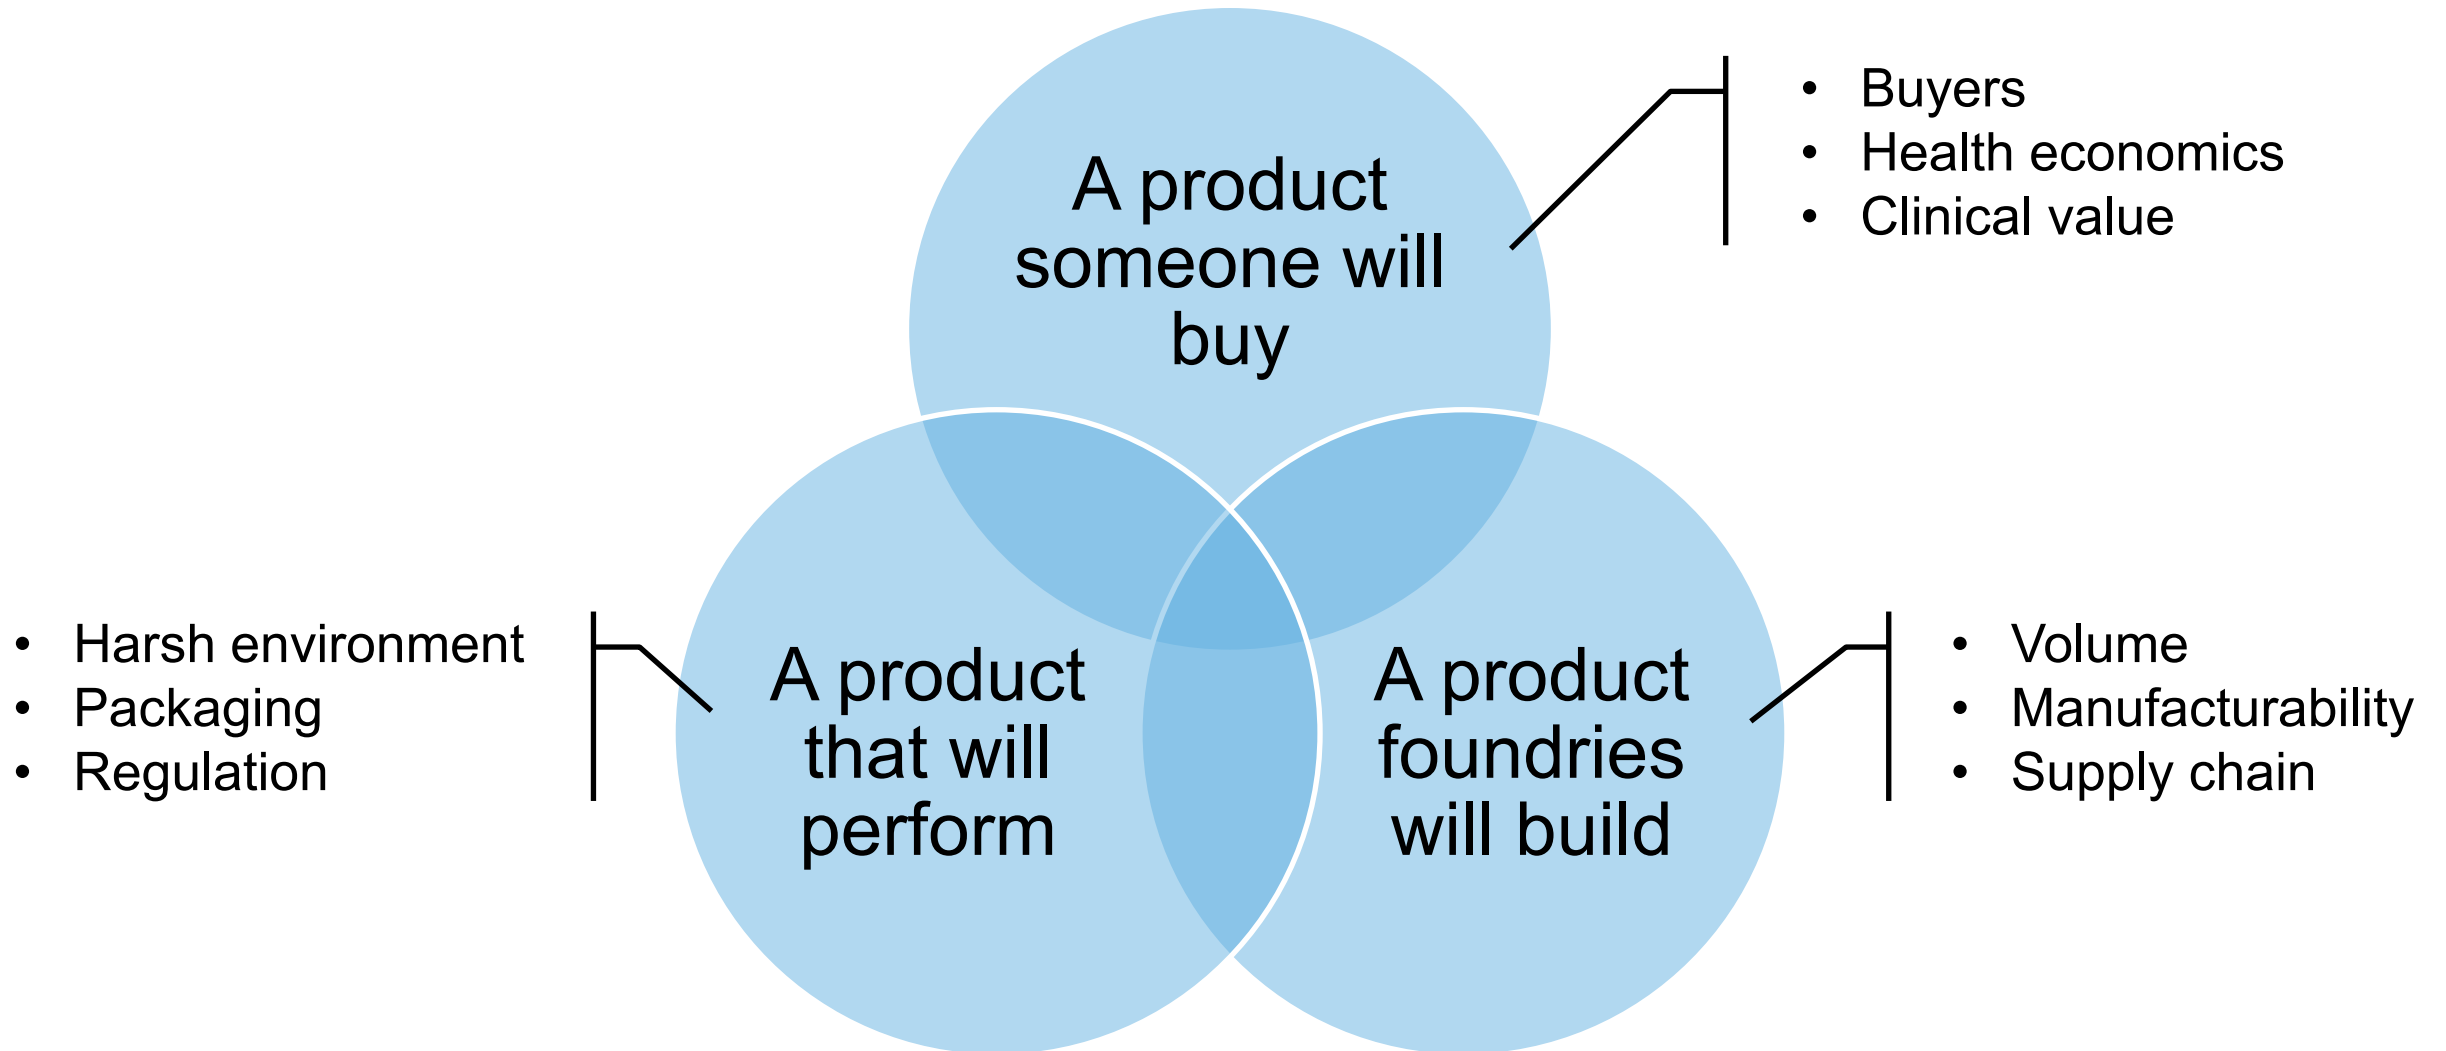 A product
someone will
buy
• Buyers
• Health economics
• Clinical value
• Harsh environment
• Packaging
• Regulation
A product
that will
perform
A product
foundries
will build
• Volume
• Manufacturability
• Supply chain